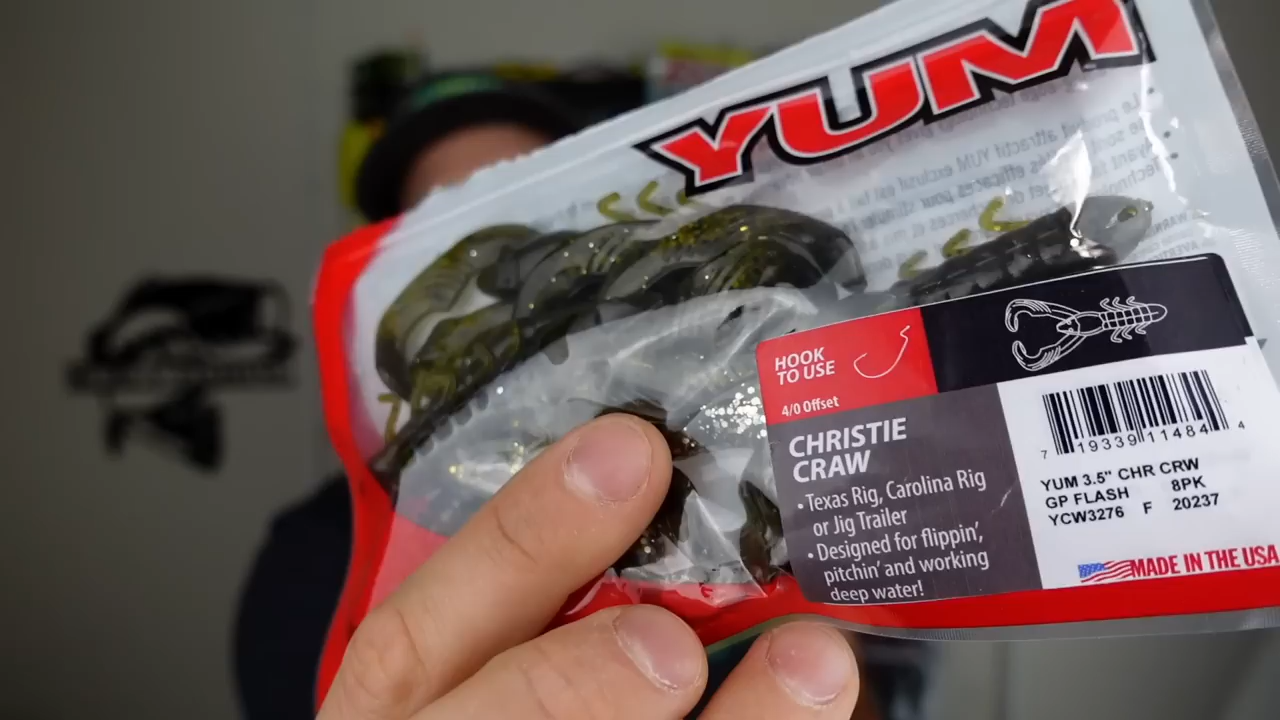 YUM
HOOK
TO USE
4/0 Offset
CHRISTIE
CRAW
• Texas Rig, Carolina Rig
or Jig Trailer
• Designed for flippin',
pitchin' and working
deep water!
7 19339 11484 4
YUM 3.5" CHR CRW
GP FLASH 8PK
YCW3276 F 20237
MADE IN THE USA